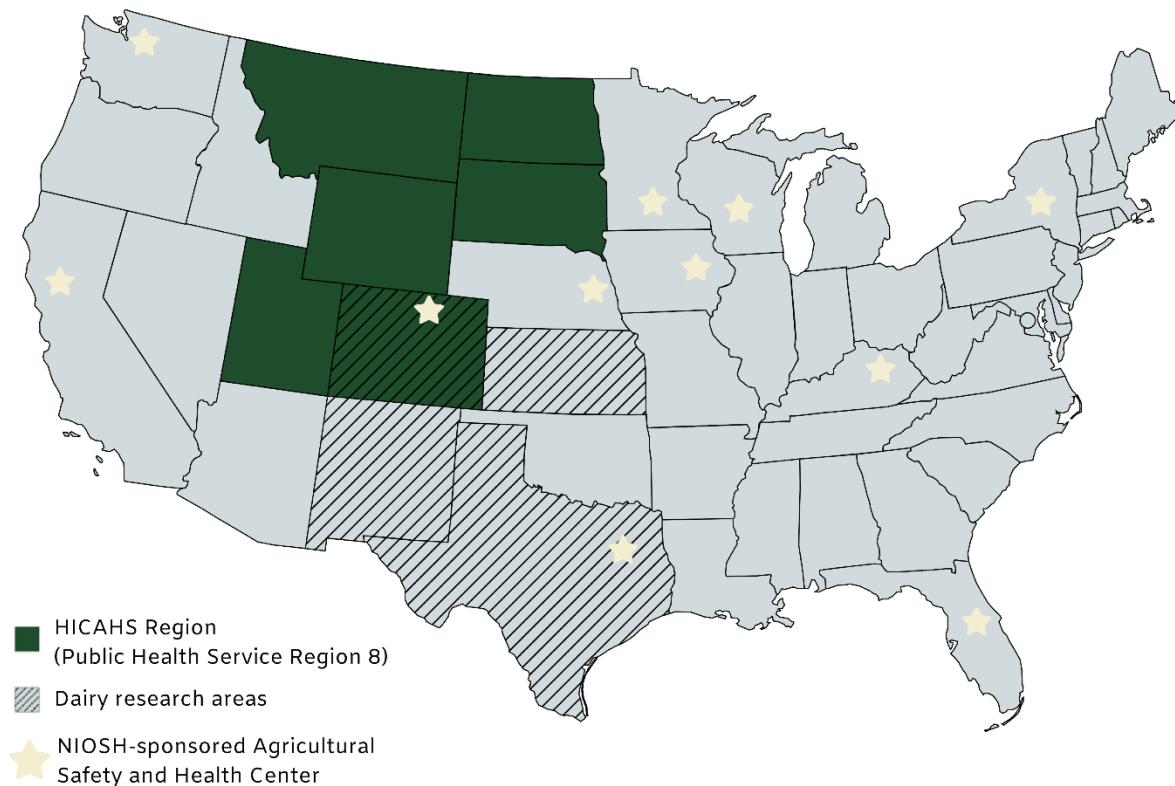 HICAHS Region
(Public Health Service Region 8)
Dairy research areas
NIOSH-sponsored Agricultural
Safety and Health Center